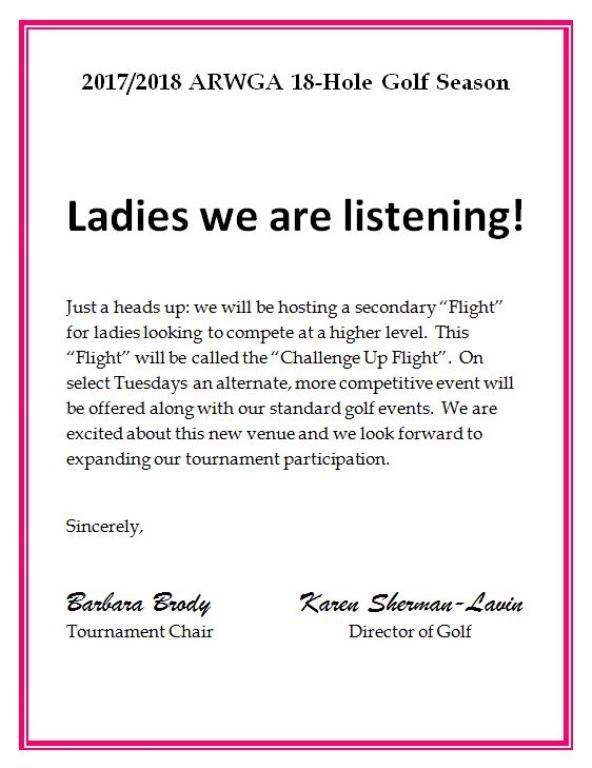 2017/2018 ARWGA 18-Hole Golf Season
Ladies we are listening!
Just a heads up: we will be hosting a secondary “Flight”
for ladies looking to compete at a higher level.  This
“Flight” will be called the “Challenge Up Flight”.  On
select Tuesdays an alternate, more competitive event will
be offered along with our standard golf events.  We are
excited about this new venue and we look forward to
expanding our tournament participation.
Sincerely,
Barbara Brody
Karen Sherman-Lavin
Tournament Chair
Director of Golf